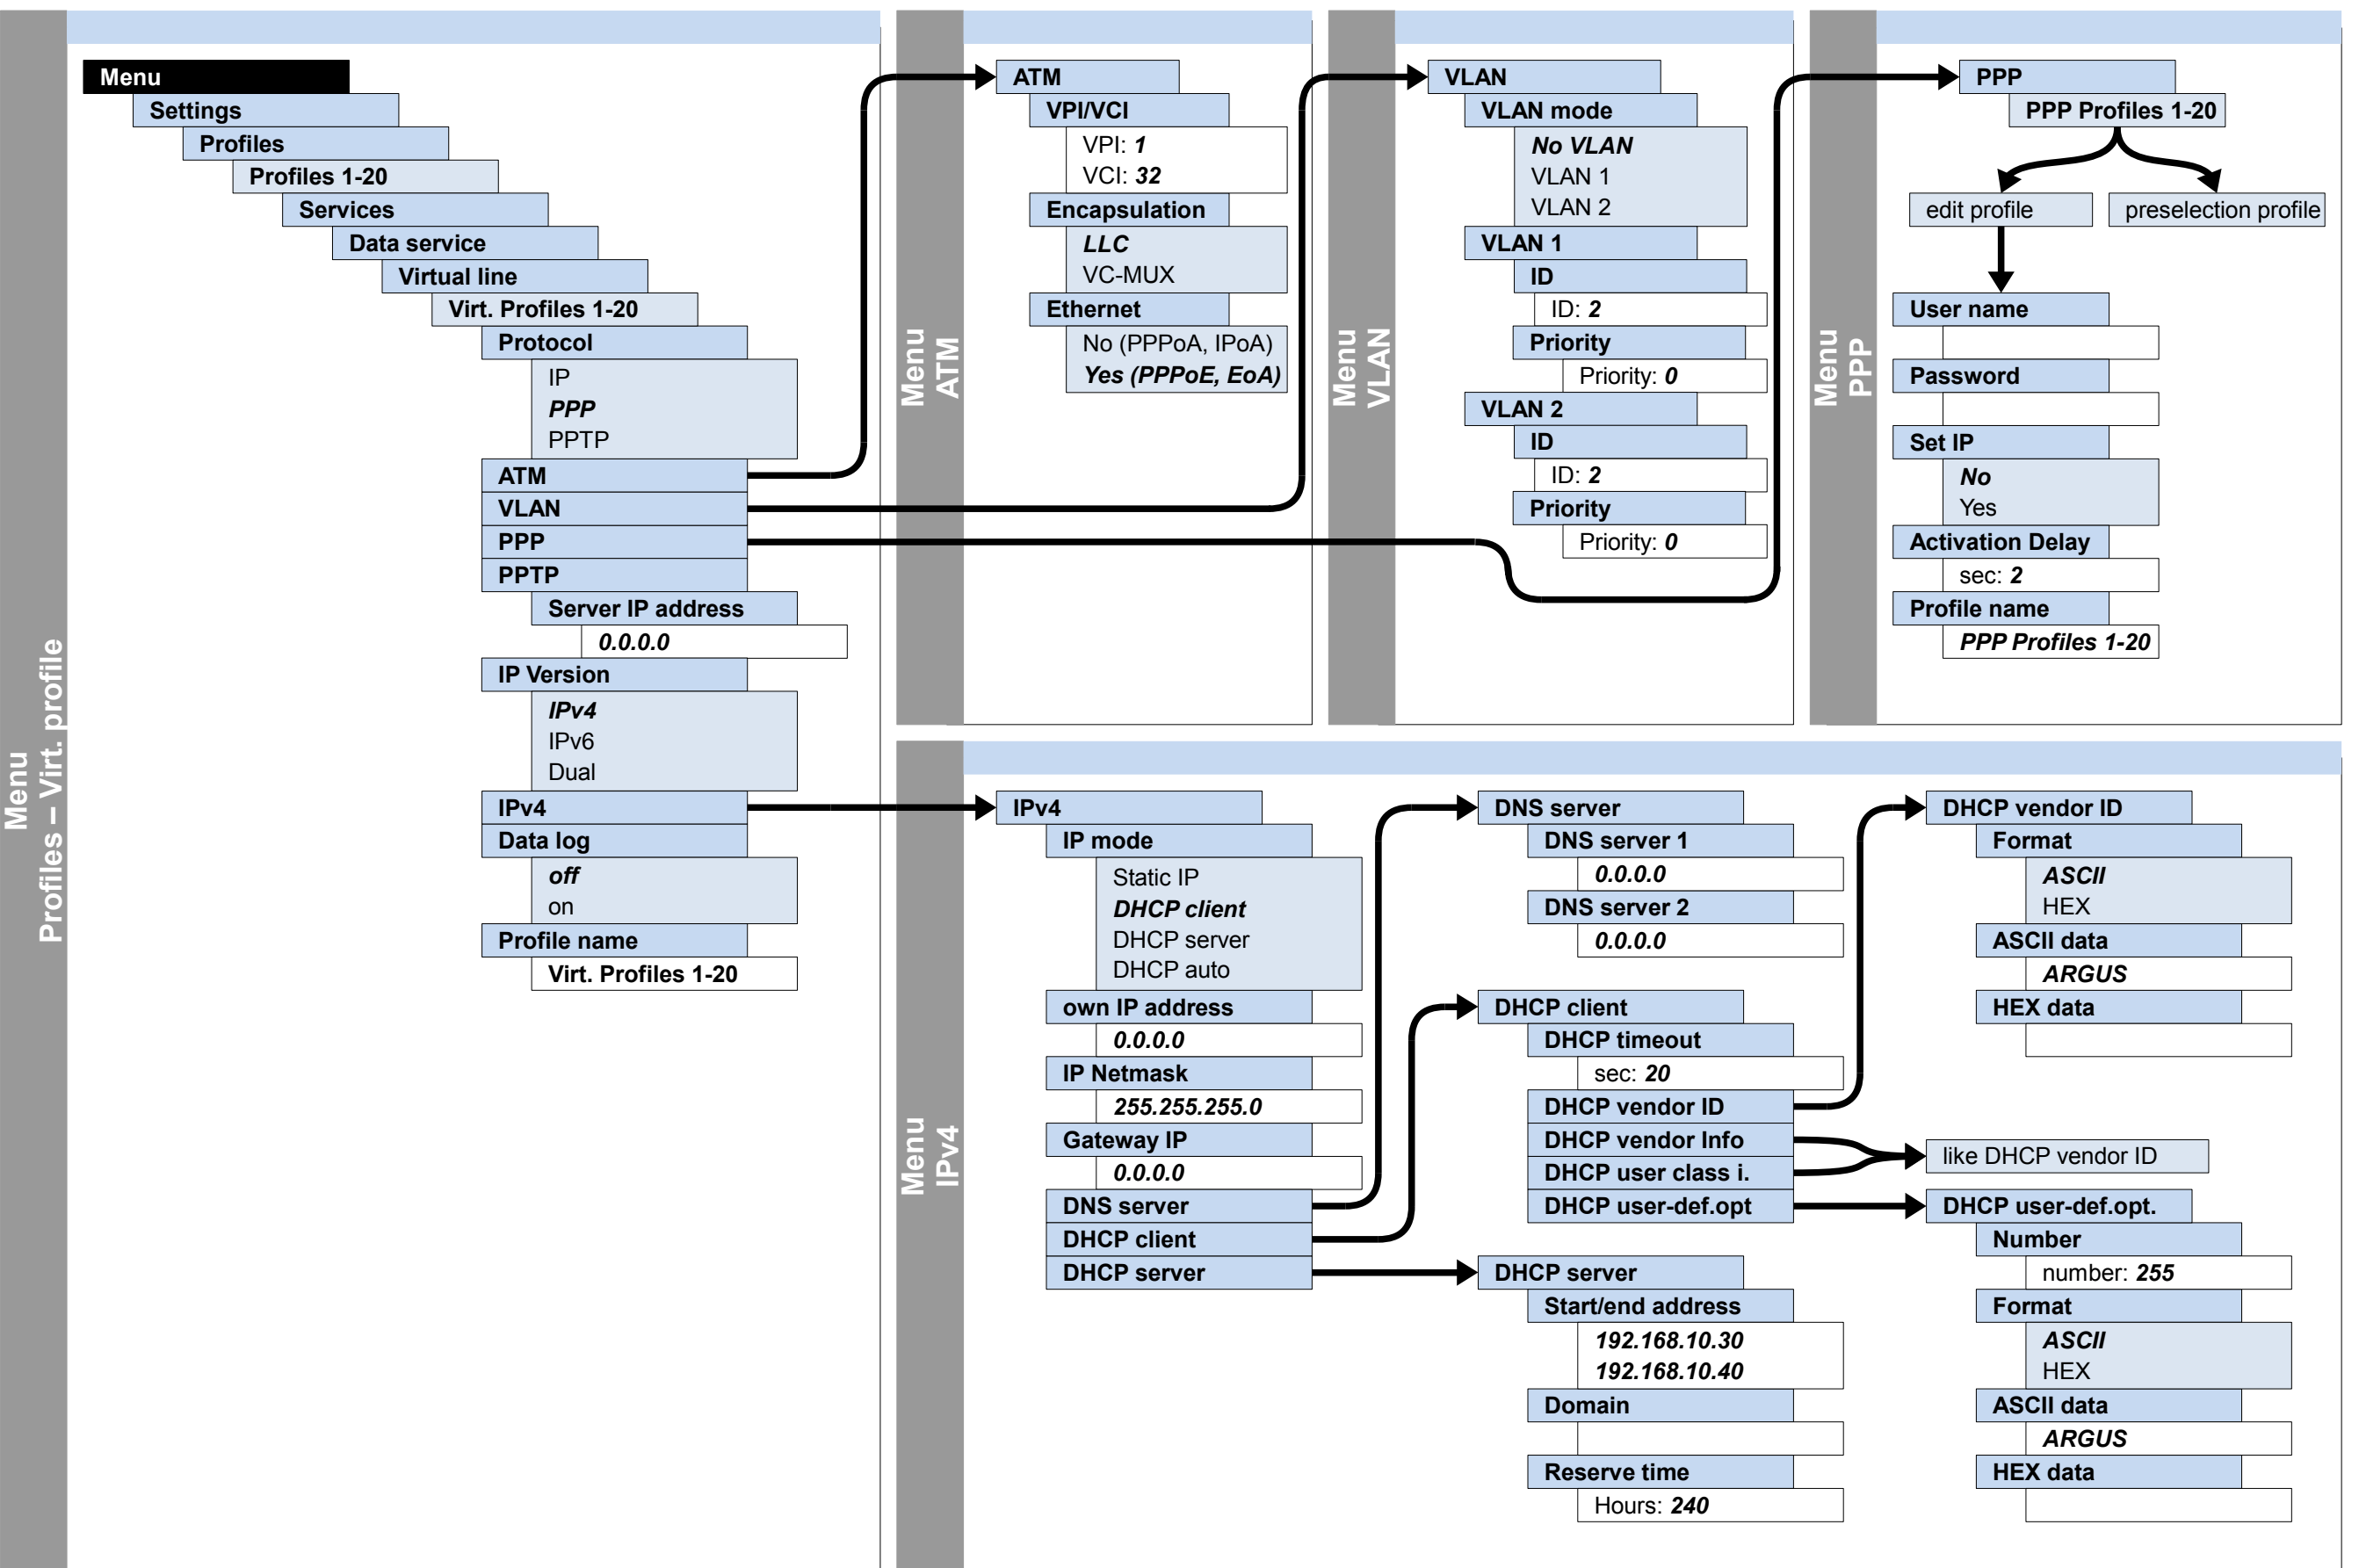 Menu
Profiles – Virt. profile
Menu
Settings
Profiles
Profiles 1-20
Services
Data service
Virtual line
Virt. Profiles 1-20
Protocol
IP
PPP
PPTP
ATM
VLAN
PPP
PPTP
Server IP address
0.0.0.0
IP Version
IPv4
IPv6
Dual
IPv4
Data log
off
on
Profile name
Virt. Profiles 1-20
Menu
ATM
ATM
VPI/VCI
VPI: 1
VCI: 32
Encapsulation
LLC
VC-MUX
Ethernet
No (PPPoA, IPoA)
Yes (PPPoE, EoA)
Menu
VLAN
VLAN
VLAN mode
No VLAN
VLAN 1
VLAN 2
VLAN 1
ID
ID: 2
Priority
Priority: 0
VLAN 2
ID
ID: 2
Priority
Priority: 0
Menu
PPP
PPP
PPP Profiles 1-20
edit profile
preselection profile
User name
Password
Set IP
No
Yes
Activation Delay
sec: 2
Profile name
PPP Profiles 1-20
Menu
IPv4
IPv4
IP mode
Static IP
DHCP client
DHCP server
DHCP auto
own IP address
0.0.0.0
IP Netmask
255.255.255.0
Gateway IP
0.0.0.0
DNS server
DHCP client
DHCP server
DNS server
DNS server 1
0.0.0.0
DNS server 2
0.0.0.0
DHCP client
DHCP timeout
sec: 20
DHCP vendor ID
DHCP vendor Info
DHCP user class i.
DHCP user-def.opt
DHCP server
Start/end address
192.168.10.30
192.168.10.40
Domain
Reserve time
Hours: 240
DHCP vendor ID
Format
ASCII
HEX
ASCII data
ARGUS
HEX data
like DHCP vendor ID
DHCP user-def.opt.
Number
number: 255
Format
ASCII
HEX
ASCII data
ARGUS
HEX data